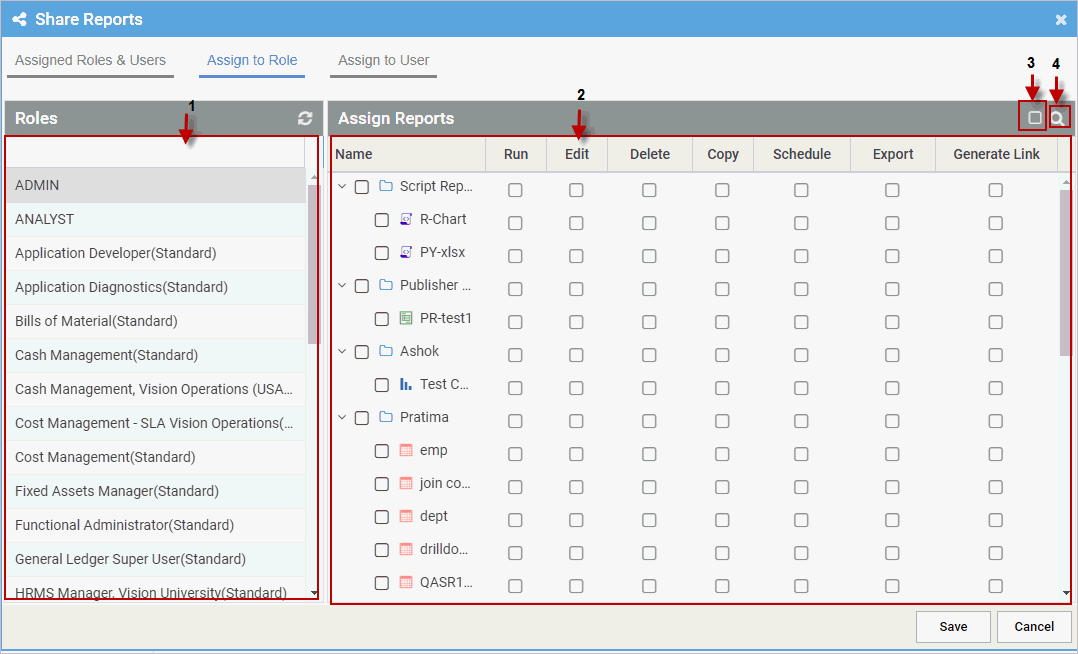 Share Reports
Assigned Roles & Users Assign to Role Assign to User
3 4
1 2
Roles Assign Reports
Name Run Edit Delete Copy Schedule Export Generate Link
ADMIN
ANALYST
Application Developer(Standard)
Application Diagnostics(Standard)
Bills of Material(Standard)
Cash Management(Standard)
Cash Management, Vision Operations (USA...
Cost Management - SLA Vision Operations(...
Cost Management(Standard)
Fixed Assets Manager(Standard)
Functional Administrator(Standard)
General Ledger Super User(Standard)
HRMS Manager, Vision University(Standard)
Script Rep...
R-Chart
PY-xlsx
Publisher ...
PR-test1
Ashok
Test C...
Pratima
emp
join co...
dept
drilldo...
QASR1...
Save Cancel